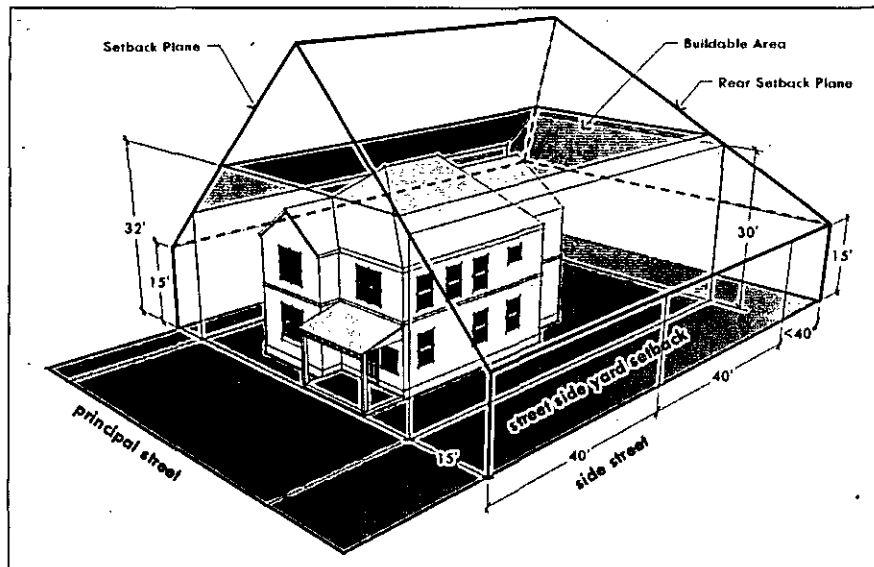 Setback Plane
Buildable Area
Rear Setback Plane
32'
15'
30'
15'
<40'
40'
street side yard setback
40'
side street
15'
principal street